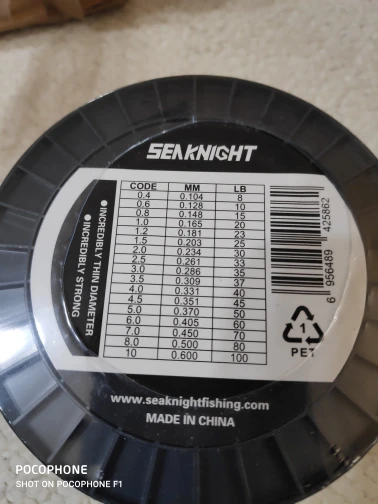 SEAKNIGHT
CODE MM LB
0.4 0.104 8
0.6 0.128 10
0.8 0.148 15
1.0 0.165 20
1.2 0.181 23
1.5 0.203 25
2.0 0.234 30
2.5 0.261 33
3.0 0.286 35
3.5 0.309 37
4.0 0.331 40
4.5 0.351 45
5.0 0.370 50
6.0 0.405 60
7.0 0.450 70
8.0 0.500 80
10 0.600 100
●INCREDIBLY THIN DIAMETER
●INCREDIBLY STRONG
6 956489 425862
1
PET
www.seaknightfishing.com
MADE IN CHINA
POCOPHONE
SHOT ON POCOPHONE F1